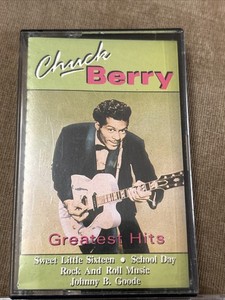 Chuck
Berry
Greatest Hits
Sweet Little Sixteen • School Day
Rock And Roll Music
Johnny B. Goode